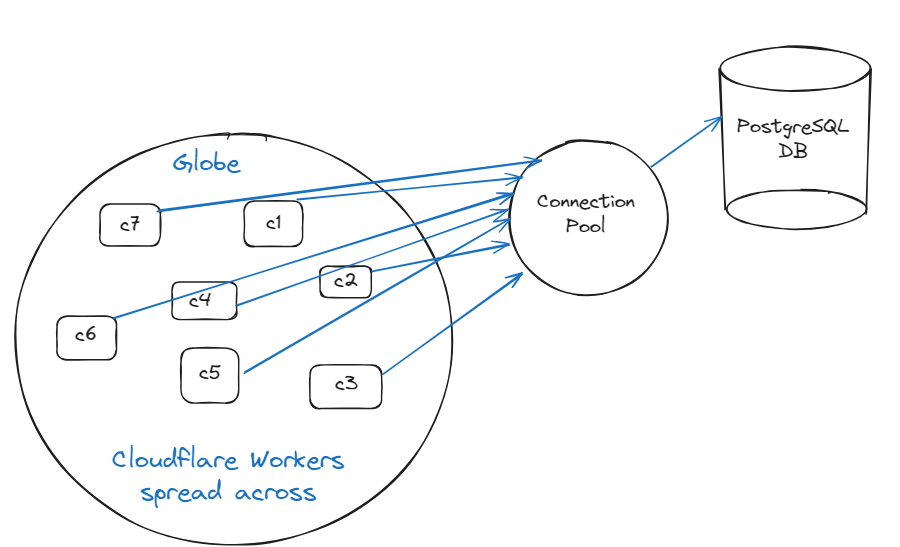 Globe
c7
c1
c4
c2
c6
c5
c3
Cloudflare Workers
spread across
Connection
Pool
PostgreSQL
DB